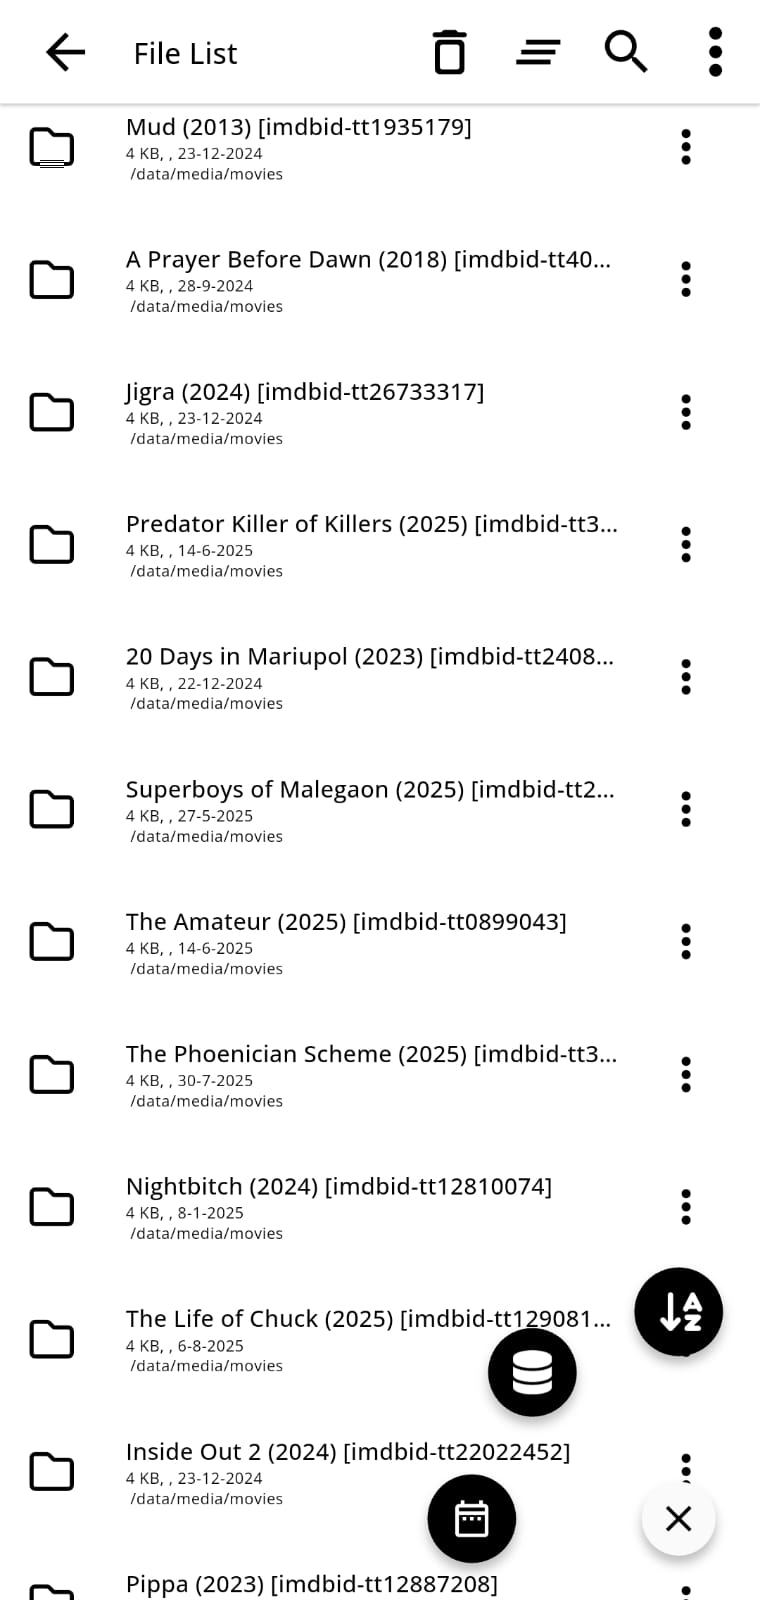 File List
Mud (2013) [imdbid-tt1935179]
4 KB, , 23-12-2024
/data/media/movies
A Prayer Before Dawn (2018) [imdbid-tt40...
4 KB, , 28-9-2024
/data/media/movies
Jigra (2024) [imdbid-tt26733317]
4 KB, , 23-12-2024
/data/media/movies
Predator Killer of Killers (2025) [imdbid-tt3...
4 KB, , 14-6-2025
/data/media/movies
20 Days in Mariupol (2023) [imdbid-tt2408...
4 KB, , 22-12-2024
/data/media/movies
Superboys of Malegaon (2025) [imdbid-tt2...
4 KB, , 27-5-2025
/data/media/movies
The Amateur (2025) [imdbid-tt0899043]
4 KB, , 14-6-2025
/data/media/movies
The Phoenician Scheme (2025) [imdbid-tt3...
4 KB, , 30-7-2025
/data/media/movies
Nightbitch (2024) [imdbid-tt12810074]
4 KB, , 8-1-2025
/data/media/movies
The Life of Chuck (2025) [imdbid-tt129081...
4 KB, , 6-8-2025
/data/media/movies
AZ
Inside Out 2 (2024) [imdbid-tt22022452]
4 KB, , 23-12-2024
/data/media/movies
Pippa (2023) [imdbid-tt12887208]